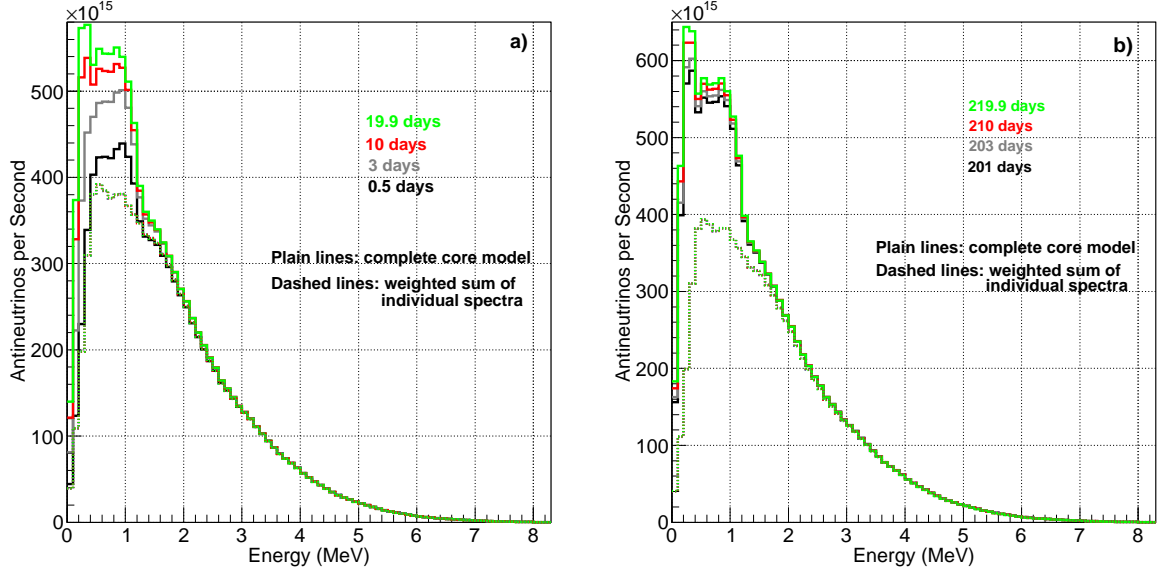 ×10^15
a)
500
400
300
200
100
0
Antineutrinos per Second
19.9 days
10 days
3 days
0.5 days
Plain lines: complete core model
Dashed lines: weighted sum of
individual spectra
0 1 2 3 4 5 6 7 8
Energy (MeV)
×10^15
b)
600
500
400
300
200
100
0
Antineutrinos per Second
219.9 days
210 days
203 days
201 days
Plain lines: complete core model
Dashed lines: weighted sum of
individual spectra
0 1 2 3 4 5 6 7 8
Energy (MeV)